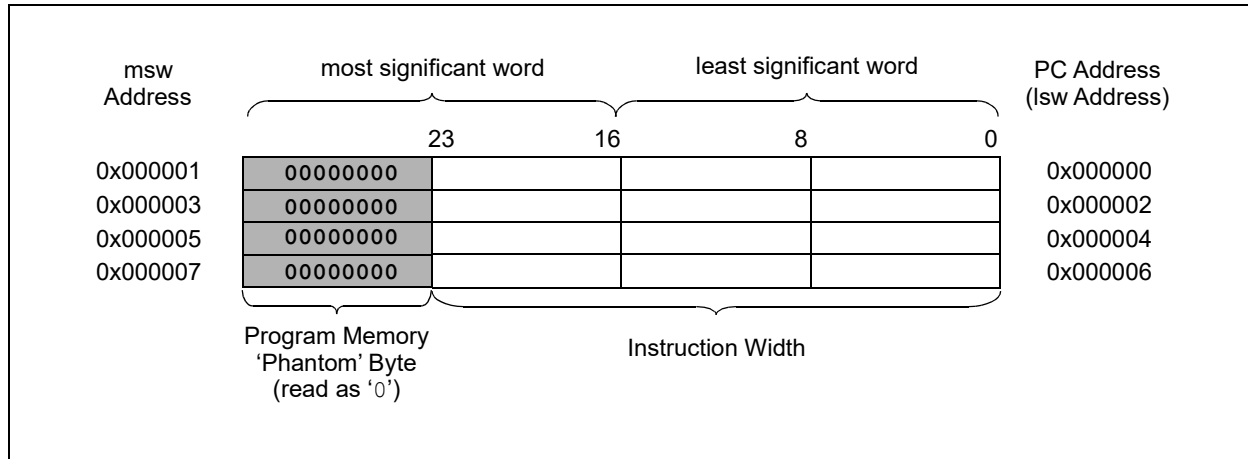 msw
Address
most significant word
least significant word
PC Address
(lsw Address)
23 16 8 0
0x000001 00000000 0x000000
0x000003 00000000 0x000002
0x000005 00000000 0x000004
0x000007 00000000 0x000006
Program Memory
‘Phantom’ Byte
(read as ‘0’)
Instruction Width